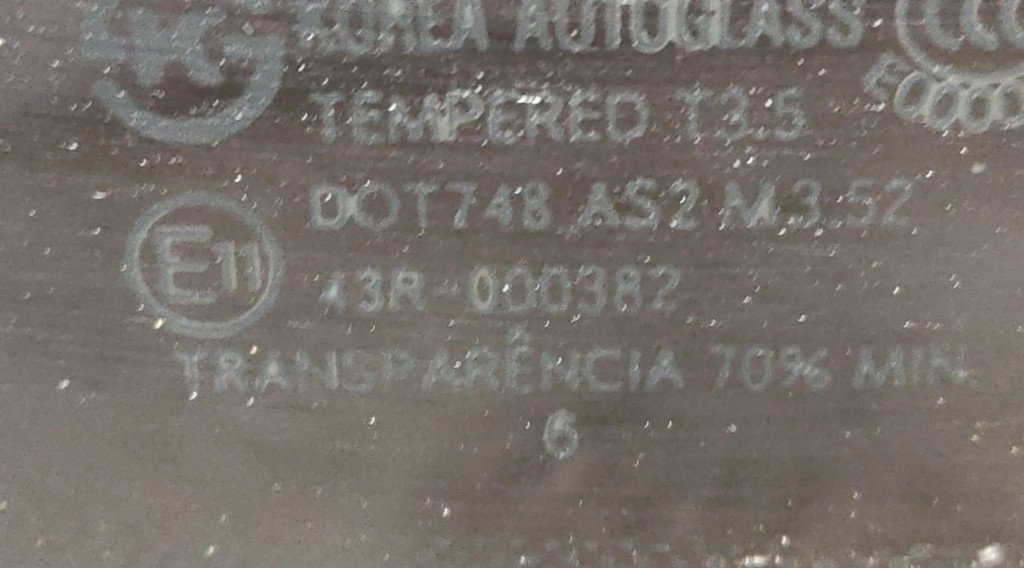 KOREA AUTOGLASS
TEMPERED T3.5
DOT748 AS2 M3.52
E11
43R-000382
TRANSPARÊNCIA 70% MIN.
6